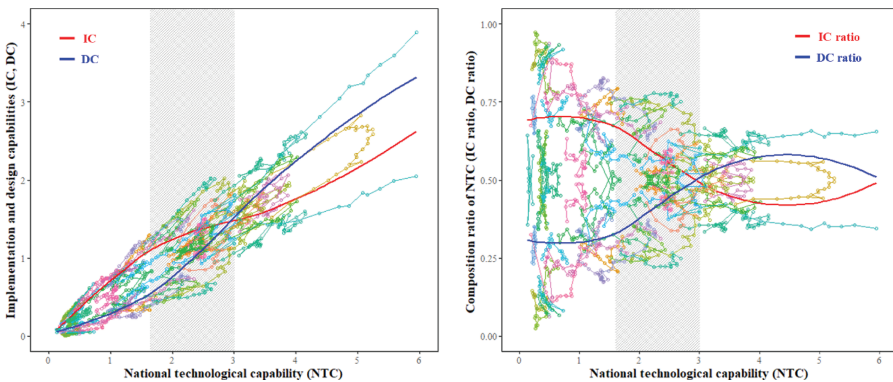 Implementation and design capabilities (IC, DC)
4
3
2
1
0
IC
DC
0 1 2 3 4 5 6
National technological capability (NTC)
Composition ratio of NTC (IC ratio, DC ratio)
1.00
0.75
0.50
0.25
0.00
IC ratio
DC ratio
0 1 2 3 4 5 6
National technological capability (NTC)